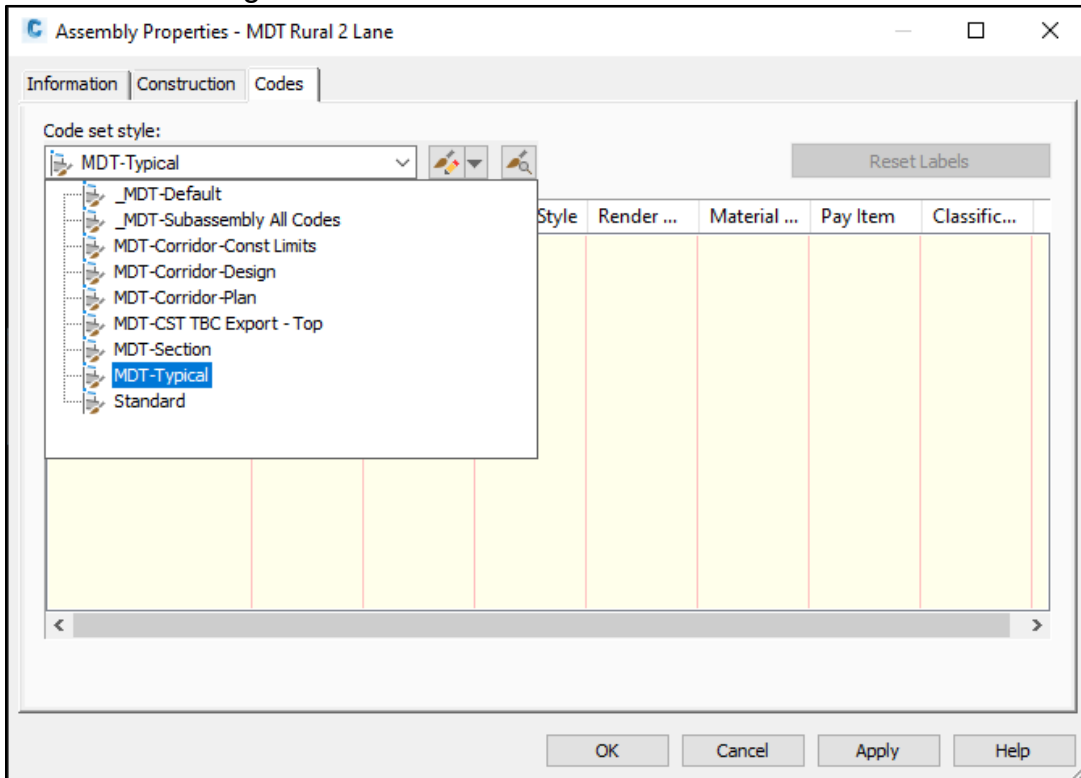 Assembly Properties - MDT Rural 2 Lane
Information Construction Codes
Code set style:
MDT-Typical
Reset Labels
_MDT-Default
_MDT-Subassembly All Codes
MDT-Corridor-Const Limits
MDT-Corridor-Design
MDT-Corridor-Plan
MDT-CST TBC Export - Top
MDT-Section
MDT-Typical
Standard
Style Render ... Material ... Pay Item Classific...
OK Cancel Apply Help